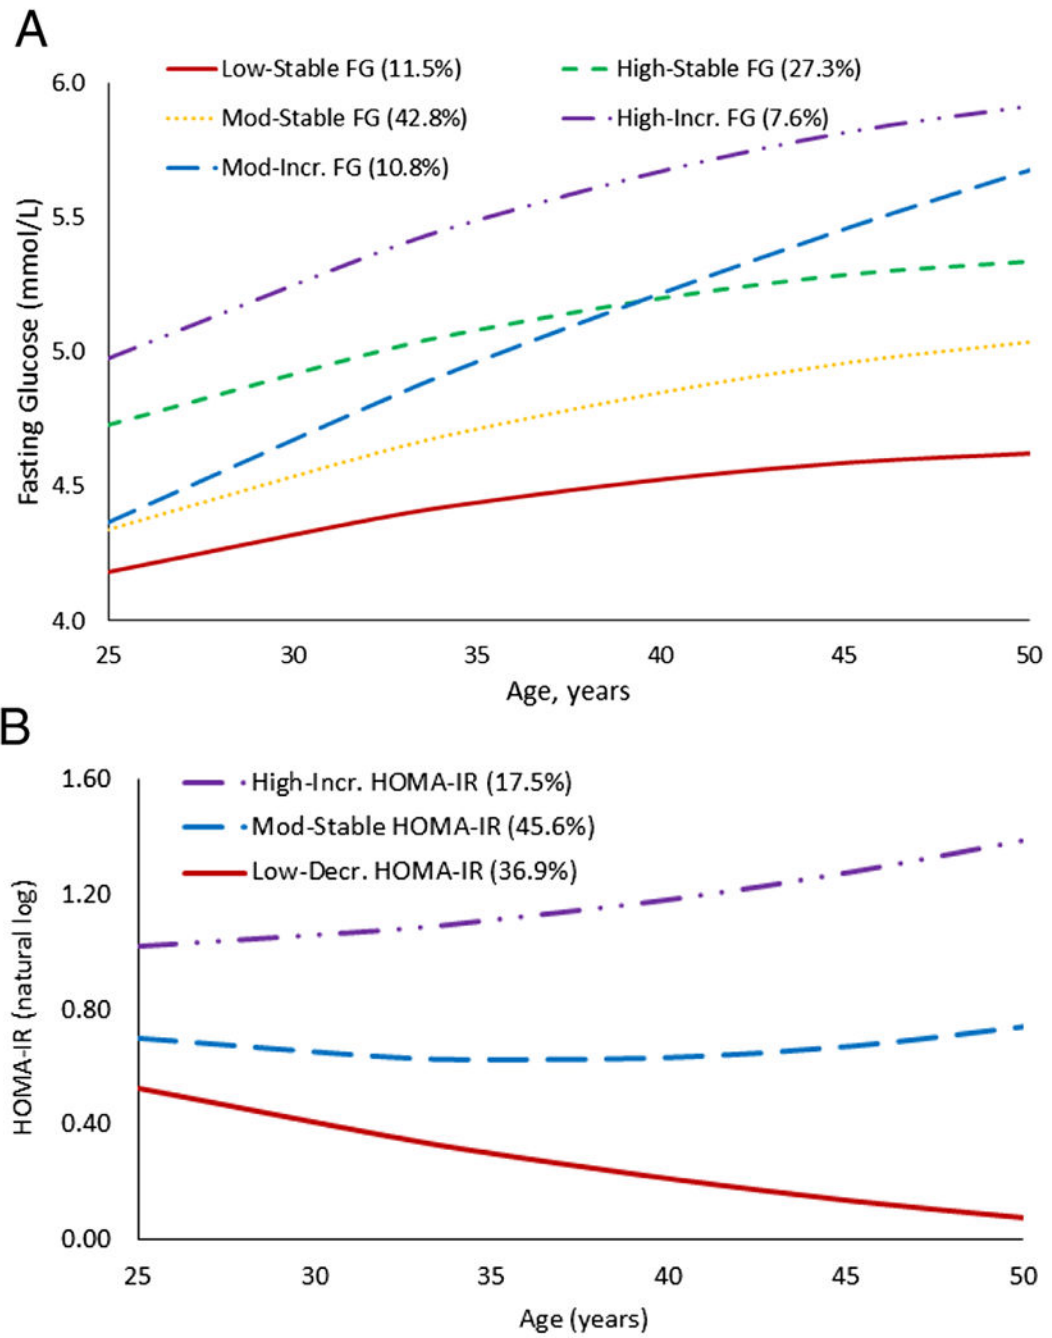 A
Low-Stable FG (11.5%) High-Stable FG (27.3%)
Mod-Stable FG (42.8%) High-Incr. FG (7.6%)
Mod-Incr. FG (10.8%)
Fasting Glucose (mmol/L)
6.0
5.5
5.0
4.5
4.0
25 30 35 40 45 50
Age, years
B
High-Incr. HOMA-IR (17.5%)
Mod-Stable HOMA-IR (45.6%)
Low-Decr. HOMA-IR (36.9%)
HOMA-IR (natural log)
1.60
1.20
0.80
0.40
0.00
25 30 35 40 45 50
Age (years)